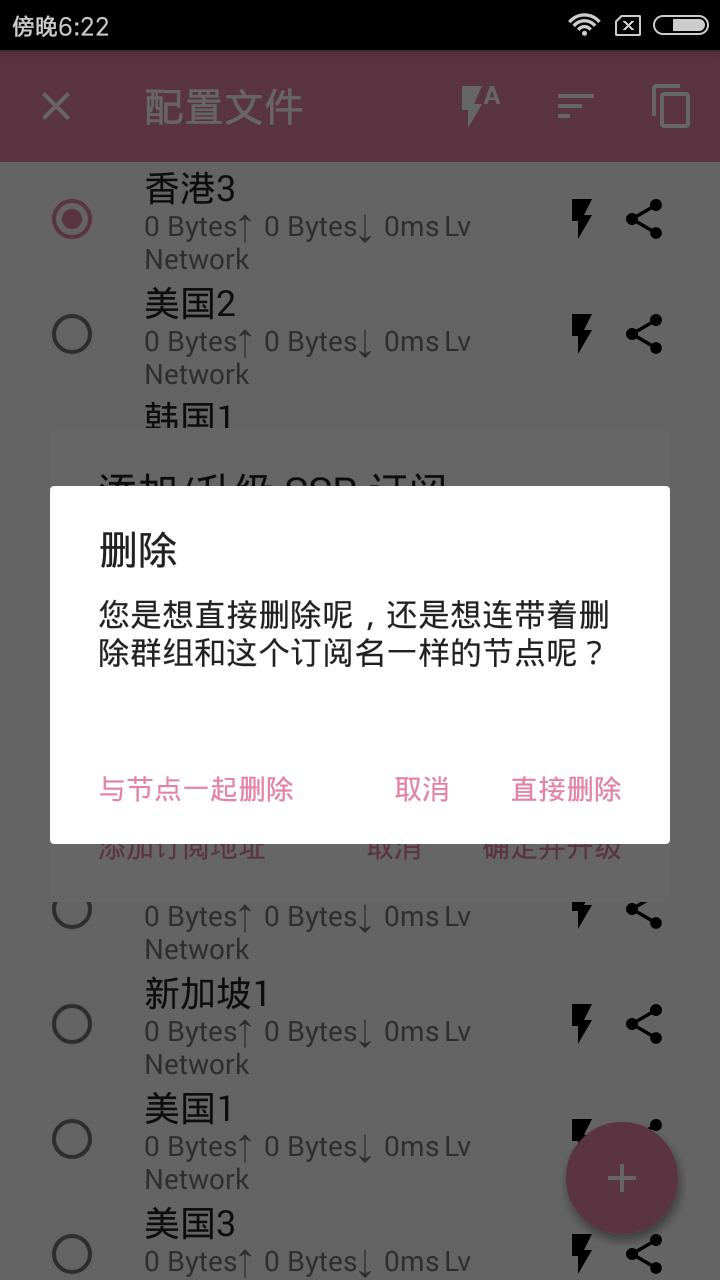 傍晚6:22
配置文件
A
香港3
0 Bytes↑ 0 Bytes↓ 0ms Lv
Network
美国2
0 Bytes↑ 0 Bytes↓ 0ms Lv
Network
韩国1
添加/升级 SSR 订阅
删除
您是想直接删除呢，还是想连带着删
除群组和这个订阅名一样的节点呢？
与节点一起删除 取消 直接删除
添加订阅地址 取消 确定并升级
0 Bytes↑ 0 Bytes↓ 0ms Lv
Network
新加坡1
0 Bytes↑ 0 Bytes↓ 0ms Lv
Network
美国1
0 Bytes↑ 0 Bytes↓ 0ms Lv
Network
美国3
0 Bytes↑ 0 Bytes↓ 0ms Lv